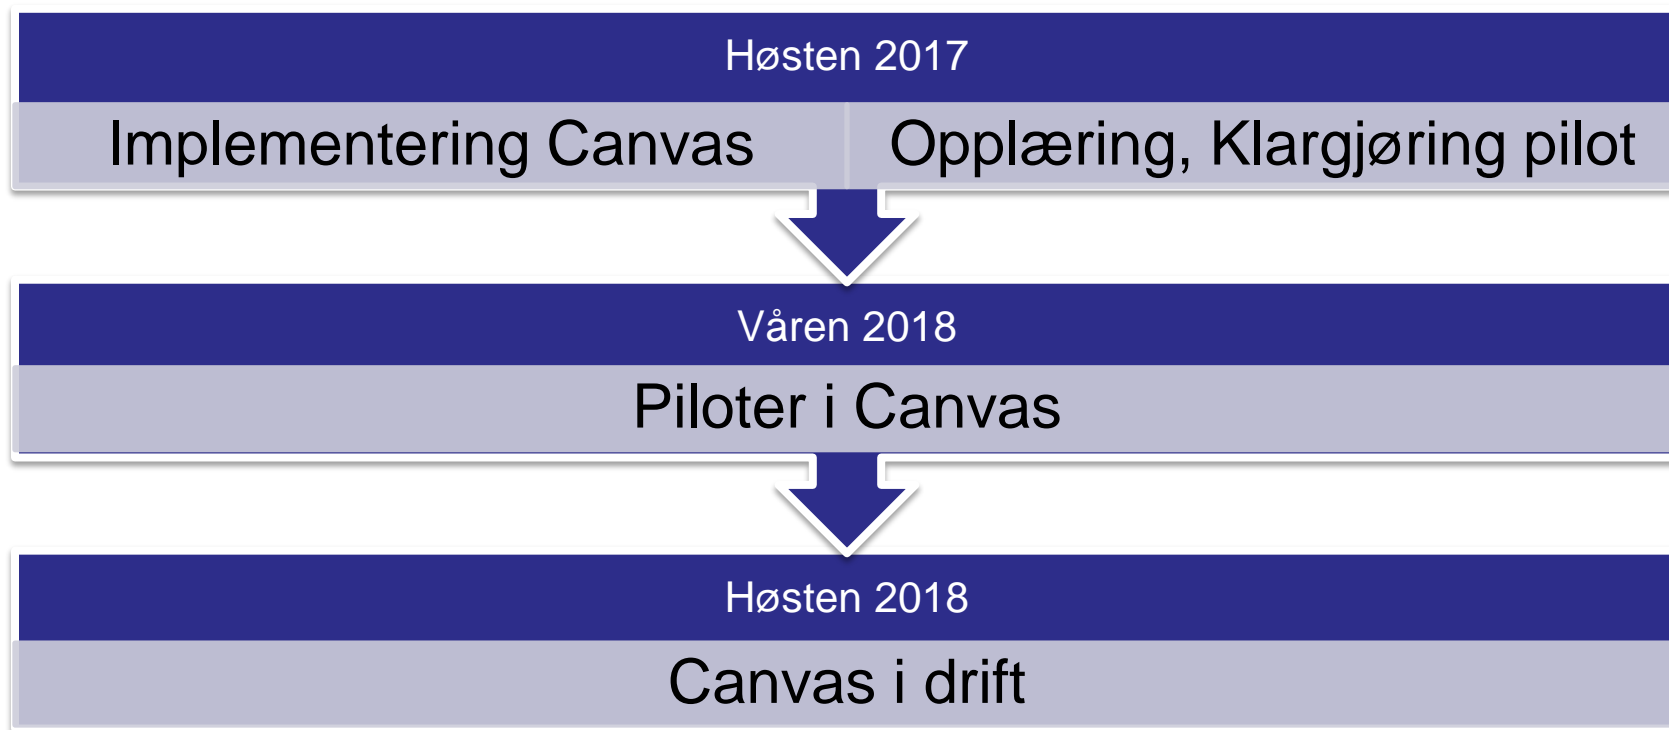 Høsten 2017
Implementering Canvas
Opplæring, Klargjøring pilot
Våren 2018
Piloter i Canvas
Høsten 2018
Canvas i drift